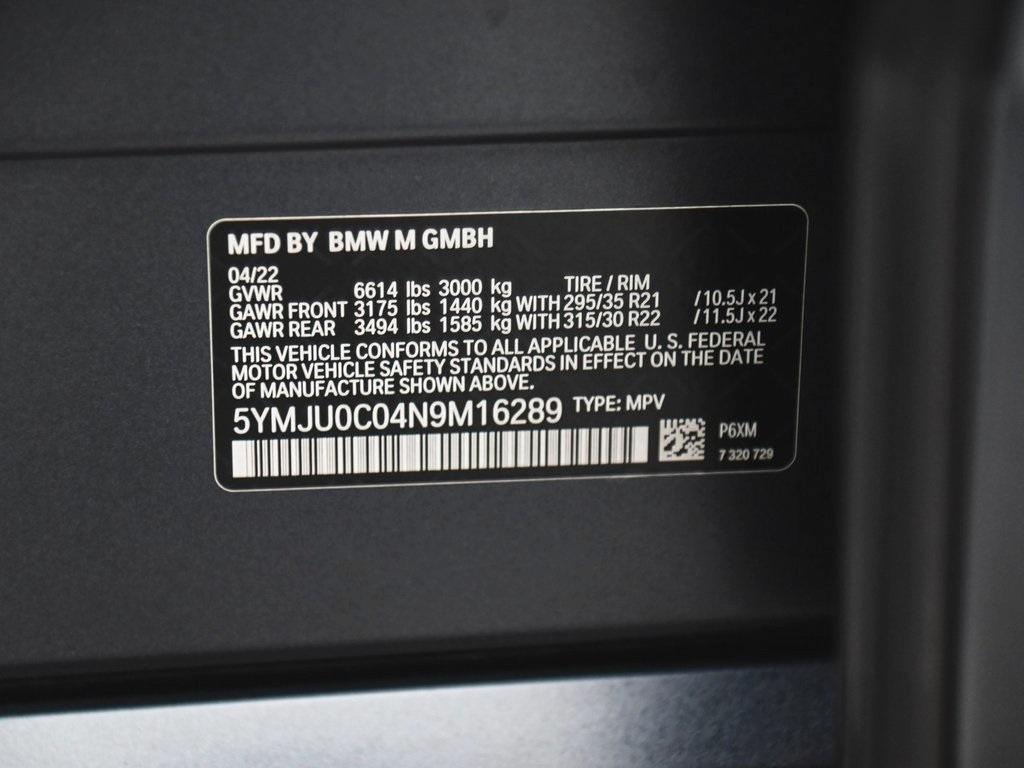 MFD BY BMW M GMBH
04/22 TIRE / RIM
GVWR 6614 lbs 3000 kg
GAWR FRONT 3175 lbs 1440 kg WITH 295/35 R21 /10.5J x 21
GAWR REAR 3494 lbs 1585 kg WITH 315/30 R22 /11.5J x 22
THIS VEHICLE CONFORMS TO ALL APPLICABLE U. S. FEDERAL
MOTOR VEHICLE SAFETY STANDARDS IN EFFECT ON THE DATE
OF MANUFACTURE SHOWN ABOVE.
5YMJU0C04N9M16289 TYPE: MPV
P6XM
7 320 729